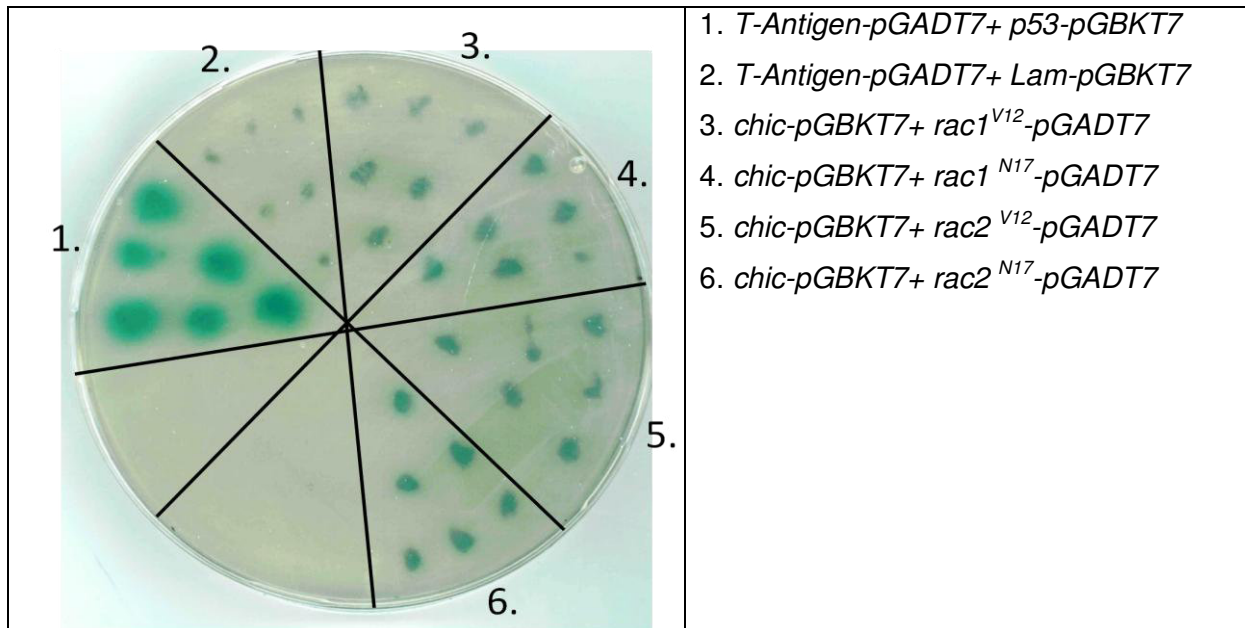 2.
3.
4.
1.
5.
6.
1. T-Antigen-pGADT7+ p53-pGBKT7
2. T-Antigen-pGADT7+ Lam-pGBKT7
3. chic-pGBKT7+ rac1 V12-pGADT7
4. chic-pGBKT7+ rac1 N17-pGADT7
5. chic-pGBKT7+ rac2 V12-pGADT7
6. chic-pGBKT7+ rac2 N17-pGADT7